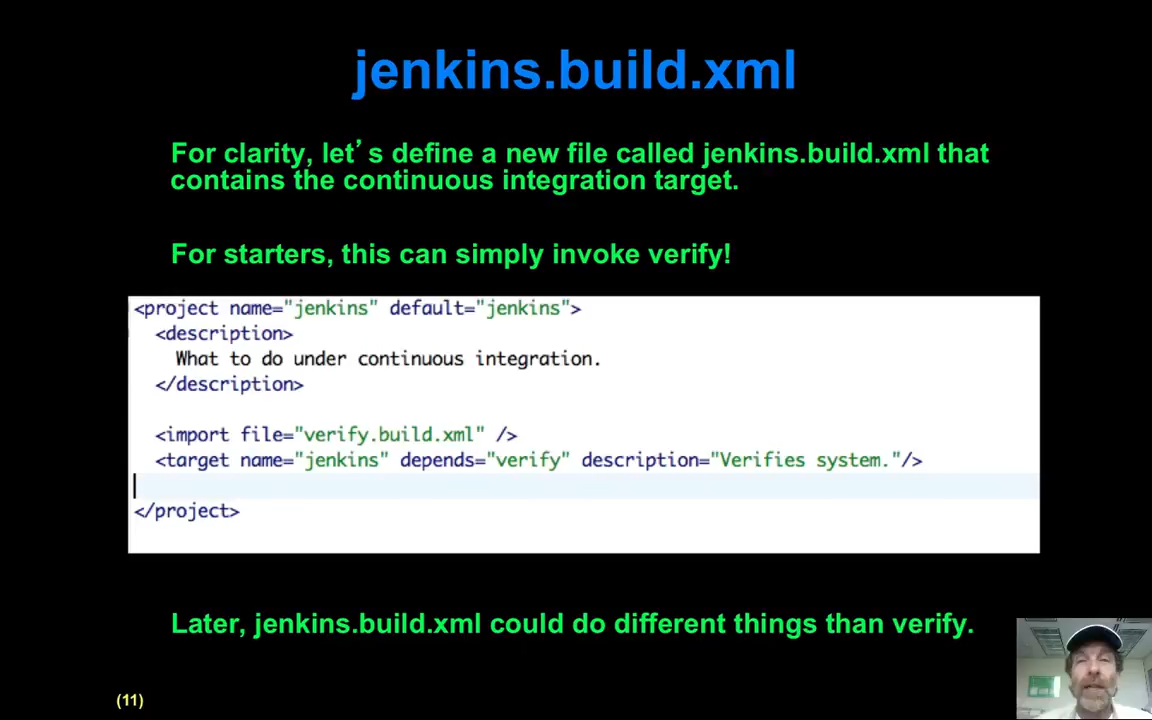 jenkins.build.xml
For clarity, let’s define a new file called jenkins.build.xml that
contains the continuous integration target.
For starters, this can simply invoke verify!
<project name="jenkins" default="jenkins">
<description>
What to do under continuous integration.
</description>
<import file="verify.build.xml" />
<target name="jenkins" depends="verify" description="Verifies system."/>
</project>
Later, jenkins.build.xml could do different things than verify.
(11)